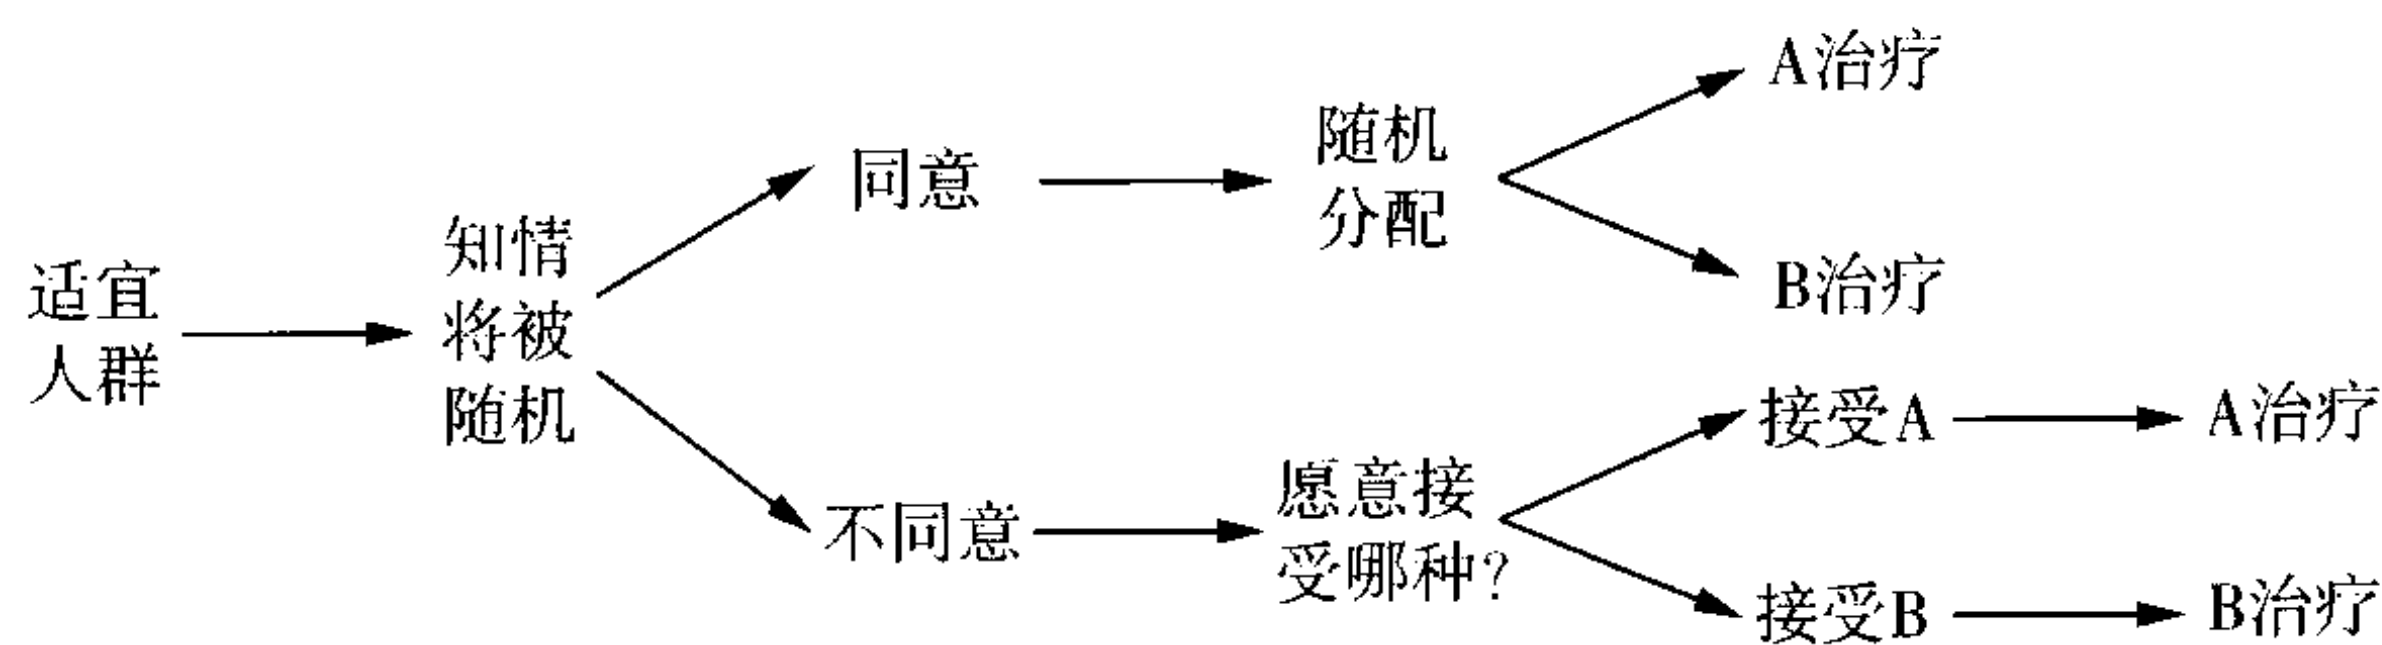 适宜
人群
知情
将被
随机
同意
随机
分配
A治疗
B治疗
不同意
愿意接
受哪种?
接受A
A治疗
接受B
B治疗